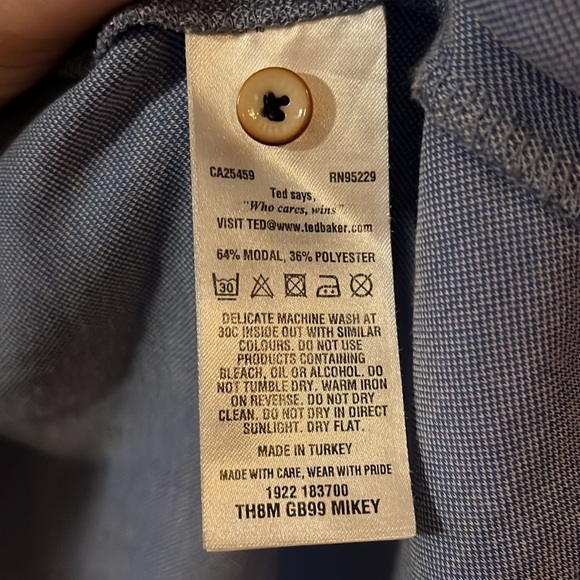 CA25459 RN95229
Ted says,
"Who cares, wins"
VISIT TED@www.tedbaker.com
64% MODAL, 36% POLYESTER
30
DELICATE MACHINE WASH AT
30C INSIDE OUT WITH SIMILAR
COLOURS. DO NOT USE
PRODUCTS CONTAINING
BLEACH, OIL OR ALCOHOL. DO
NOT TUMBLE DRY. WARM IRON
ON REVERSE. DO NOT DRY
CLEAN. DO NOT DRY IN DIRECT
SUNLIGHT. DRY FLAT.
MADE IN TURKEY
MADE WITH CARE, WEAR WITH PRIDE
1922 183700
TH8M GB99 MIKEY